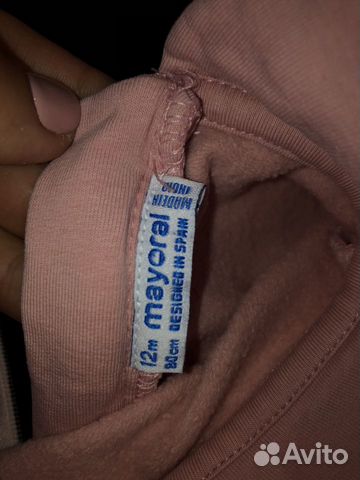 12m mayoral
80cm DESIGNED IN SPAIN
MADE IN
INDIA
Avito